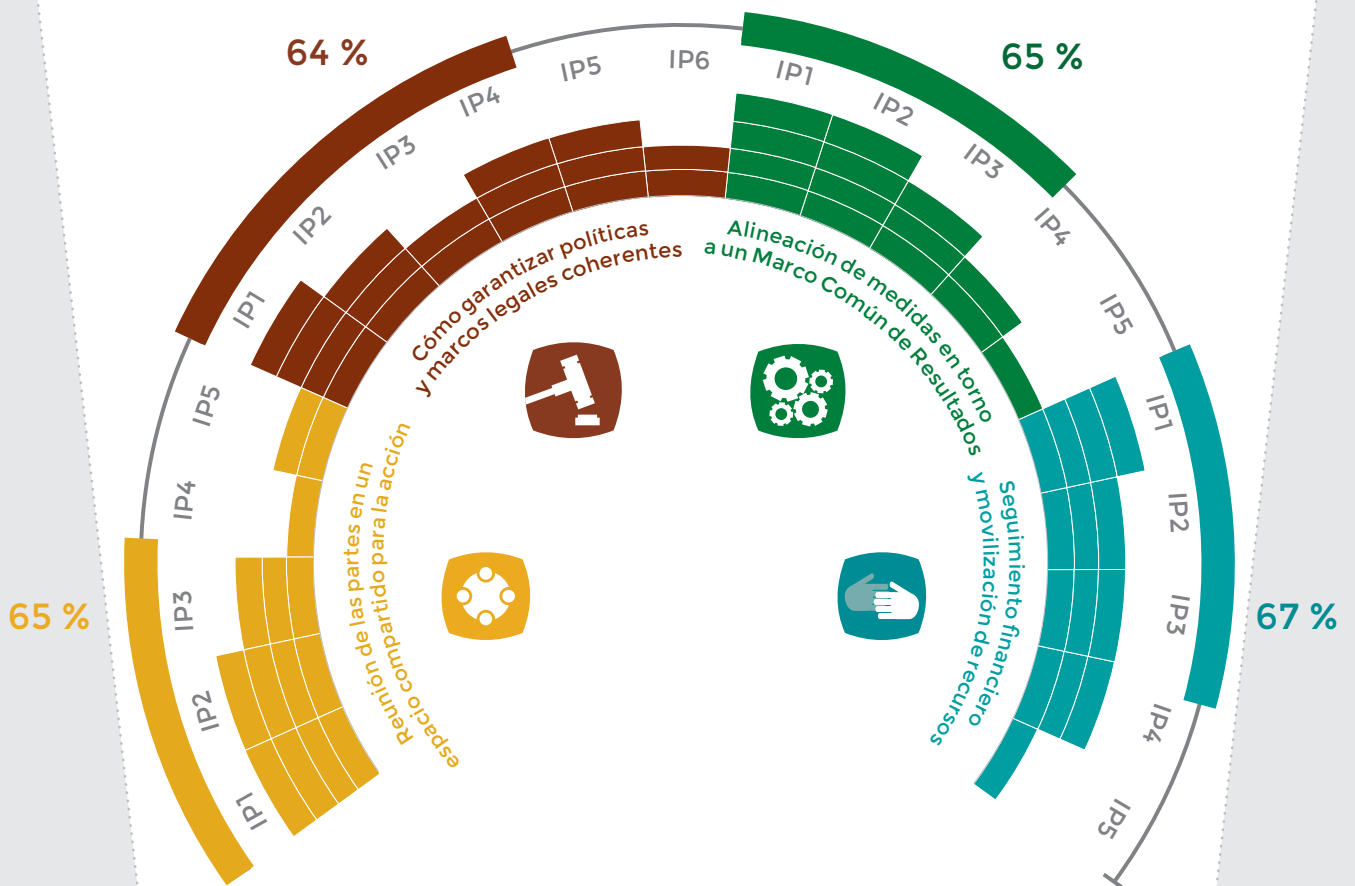 64 %
65 %
65 %
67 %
IP1
IP2
IP3
IP4
IP5
IP1
IP2
IP3
IP4
IP5
IP6
IP1
IP2
IP3
IP4
IP5
IP1
IP2
IP3
IP4
IP5
Reunión de las partes en un
espacio compartido para la acción
Cómo garantizar políticas
y marcos legales coherentes
Alineación de medidas en torno
a un Marco Común de Resultados
Seguimiento financiero
y movilización de recursos